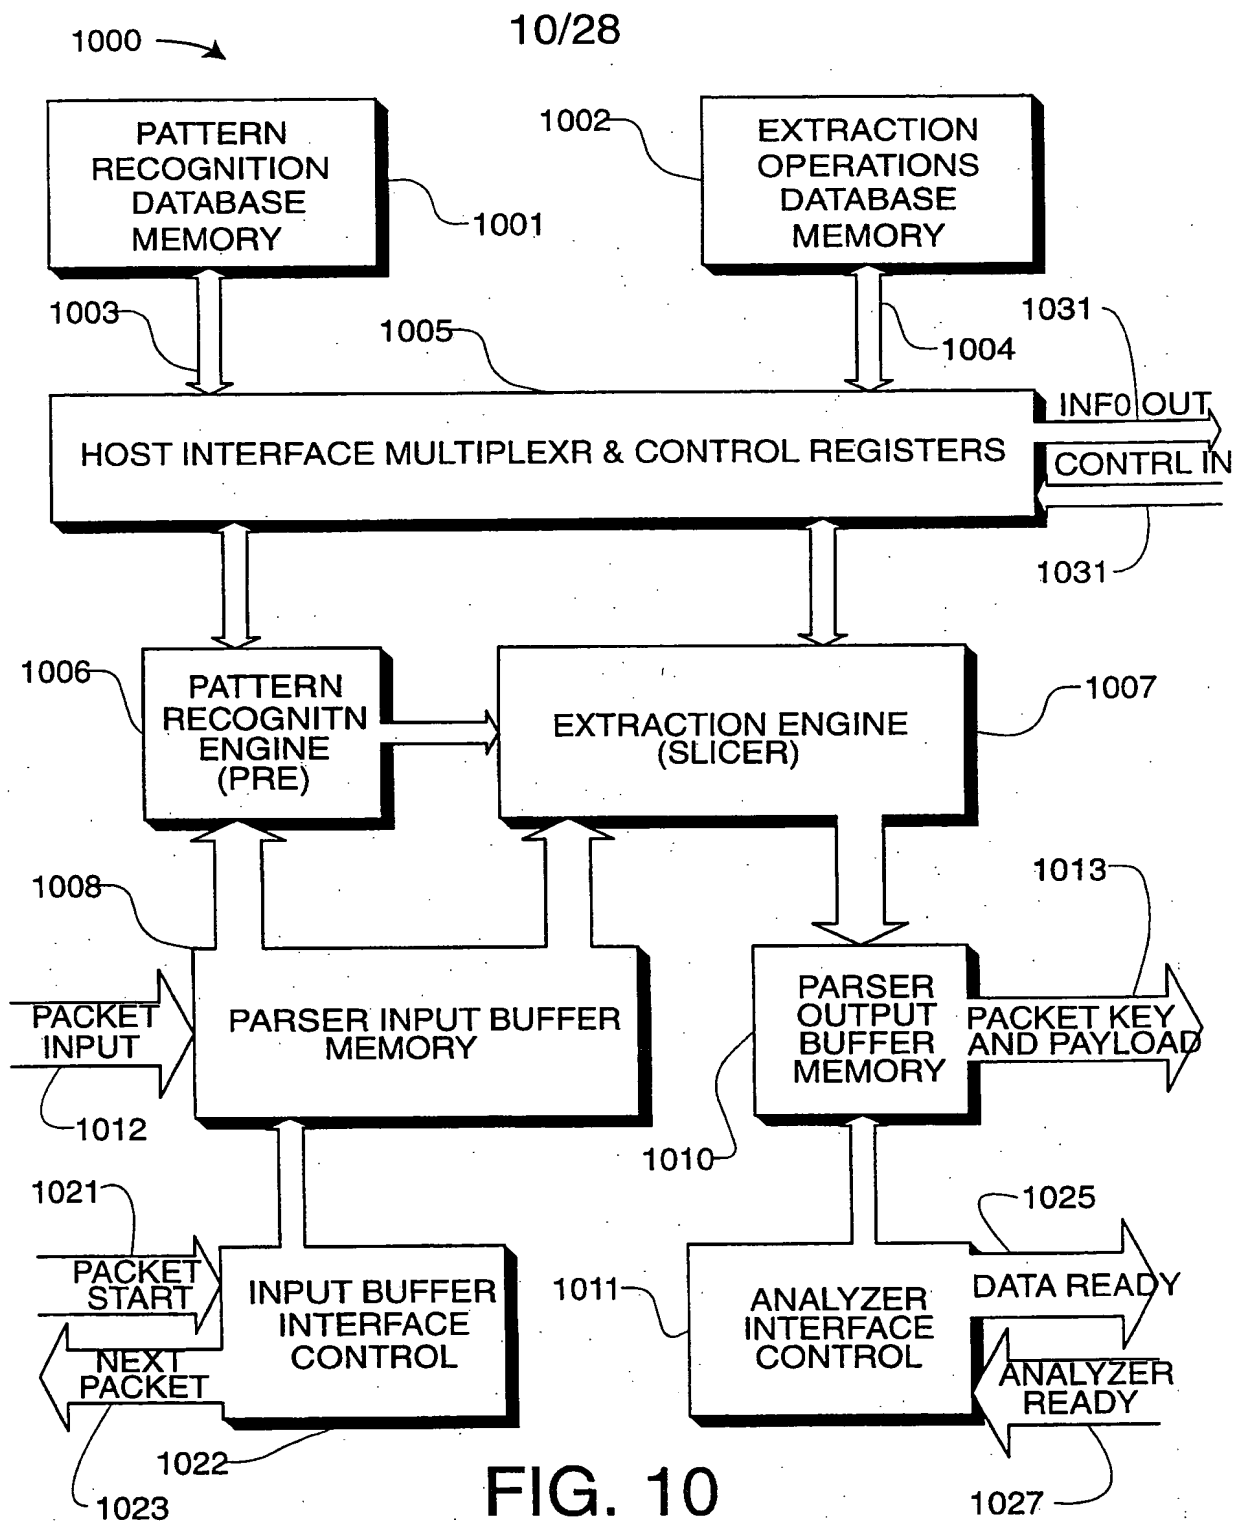 10/28
1000
PATTERN
RECOGNITION
DATABASE
MEMORY
1001
1002
EXTRACTION
OPERATIONS
DATABASE
MEMORY
1003
1005
1004
1031
HOST INTERFACE MULTIPLEXR & CONTROL REGISTERS
INFO OUT
CONTRL IN
1031
1006
PATTERN
RECOGNITN
ENGINE
(PRE)
EXTRACTION ENGINE
(SLICER)
1007
1008
PACKET
INPUT
1012
PARSER INPUT BUFFER
MEMORY
PARSER
OUTPUT
BUFFER
MEMORY
1010
1013
PACKET KEY
AND PAYLOAD
1021
PACKET
START
NEXT
PACKET
1023
INPUT BUFFER
INTERFACE
CONTROL
1022
1011
ANALYZER
INTERFACE
CONTROL
1025
DATA READY
ANALYZER
READY
1027
FIG. 10